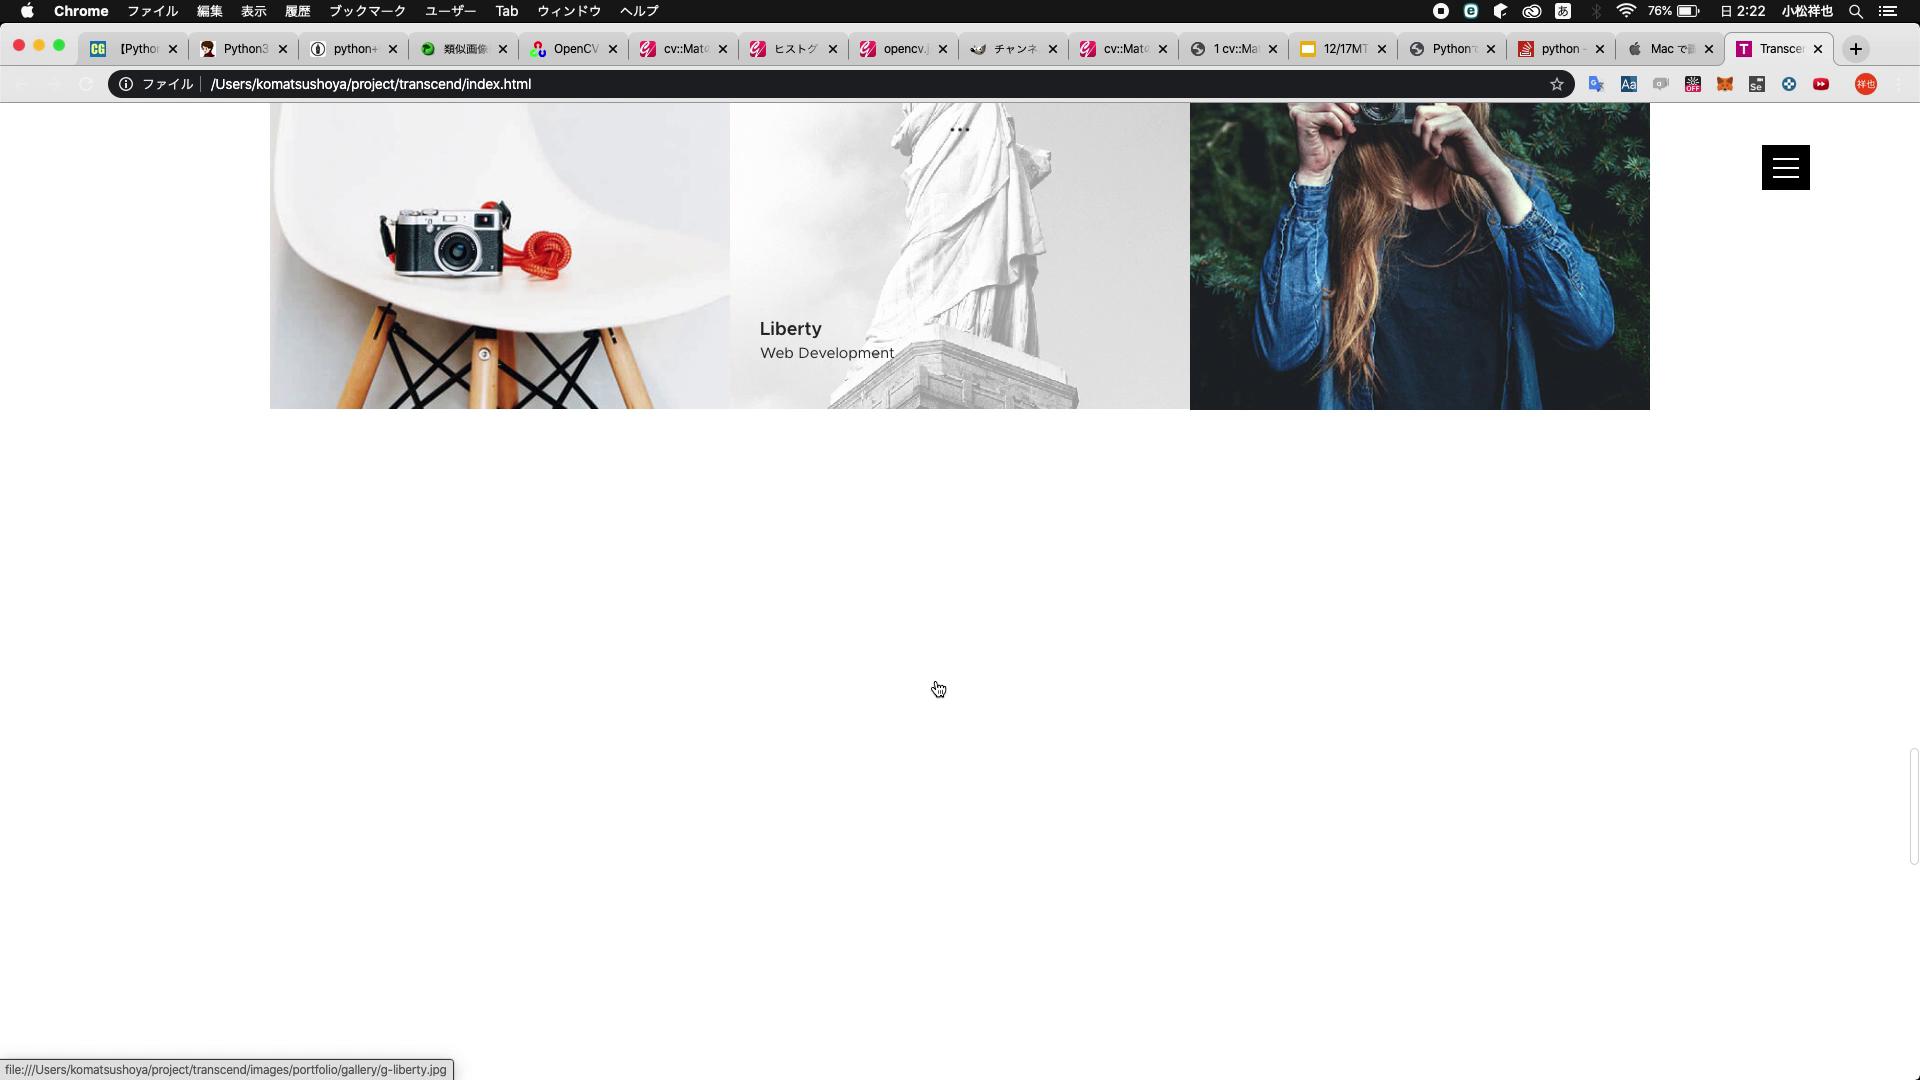 Chrome ファイル 編集 表示 履歴 ブックマーク ユーザー Tab ウィンドウ ヘルプ 76% 日 2:22 小松祥也
【Pytho Python3 python+ 類似画像 OpenCV cv::Mat ヒストグ opencv. チャンネ cv::Mat 1 cv::Ma 12/17MT Python python - Mac で Transce
ファイル /Users/komatsushoya/project/transcend/index.html 祥也
Liberty
Web Development
file:///Users/komatsushoya/project/transcend/images/portfolio/gallery/g-liberty.jpg